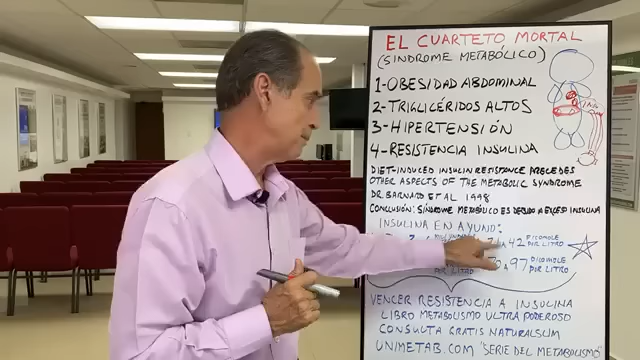 EL CUARTETO MORTAL
(SÍNDROME METABÓLICO)
1-OBESIDAD ABDOMINAL
2-TRIGLICÉRIDOS ALTOS
3-HIPERTENSIÓN
4-RESISTENCIA INSULINA
DIET-INDUCED INSULIN RESISTANCE PRECEDES
OTHER ASPECTS OF THE METABOLIC SYNDROME
DR. BARNARD ET AL 1998
CONCLUSIÓN: SÍNDROME METABÓLICO ES DEBIDO A EXCESO INSULINA
INSULINA EN AYUNO:
A 42 PICOMOLE POR LITRO
A 97 PICOMOLE POR LITRO
VENCER RESISTENCIA A INSULINA
LIBRO METABOLISMO ULTRA PODEROSO
CONSULTA GRATIS NATURALSLIM
UNIMETAB.COM "SERIE DEL METABOLISMO"